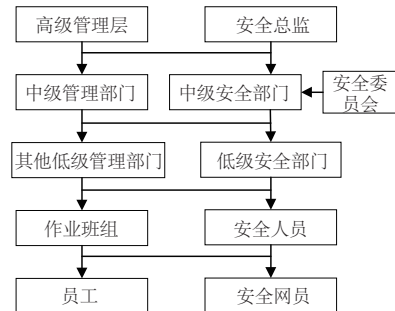 高级管理层
安全总监
中级管理部门
中级安全部门
安全委
员会
其他低级管理部门
低级安全部门
作业班组
安全人员
员工
安全网员